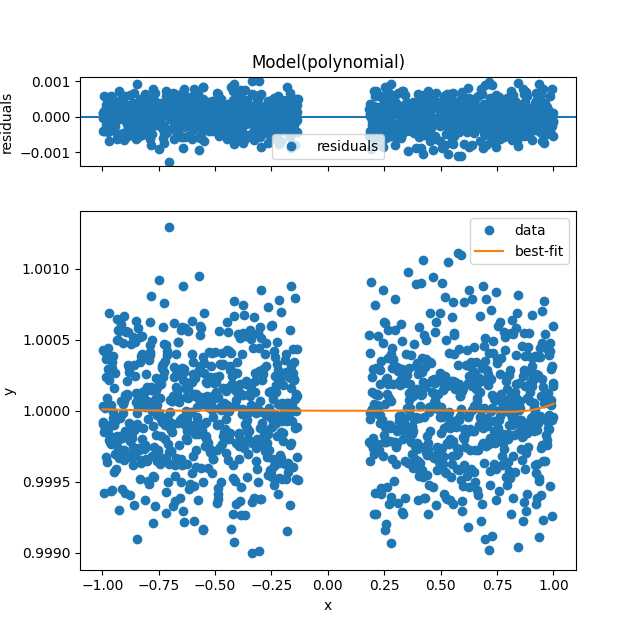 Model(polynomial)
0.001
0.000
−0.001
residuals
residuals
data
best-fit
1.0010
1.0005
1.0000
0.9995
0.9990
y
−1.00 −0.75 −0.50 −0.25 0.00 0.25 0.50 0.75 1.00
x